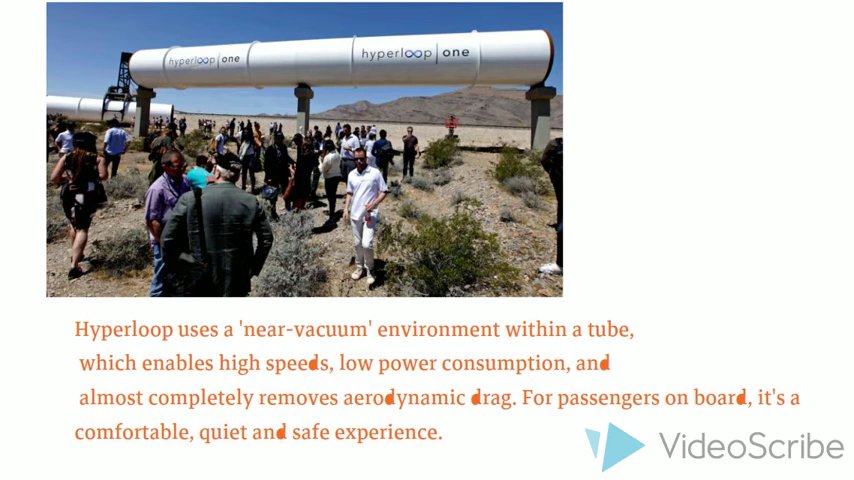 hyperloop | one
hyperloop | one
Hyperloop uses a 'near-vacuum' environment within a tube,
which enables high speeds, low power consumption, and
almost completely removes aerodynamic drag. For passengers on board, it's a
comfortable, quiet and safe experience.
VideoScribe